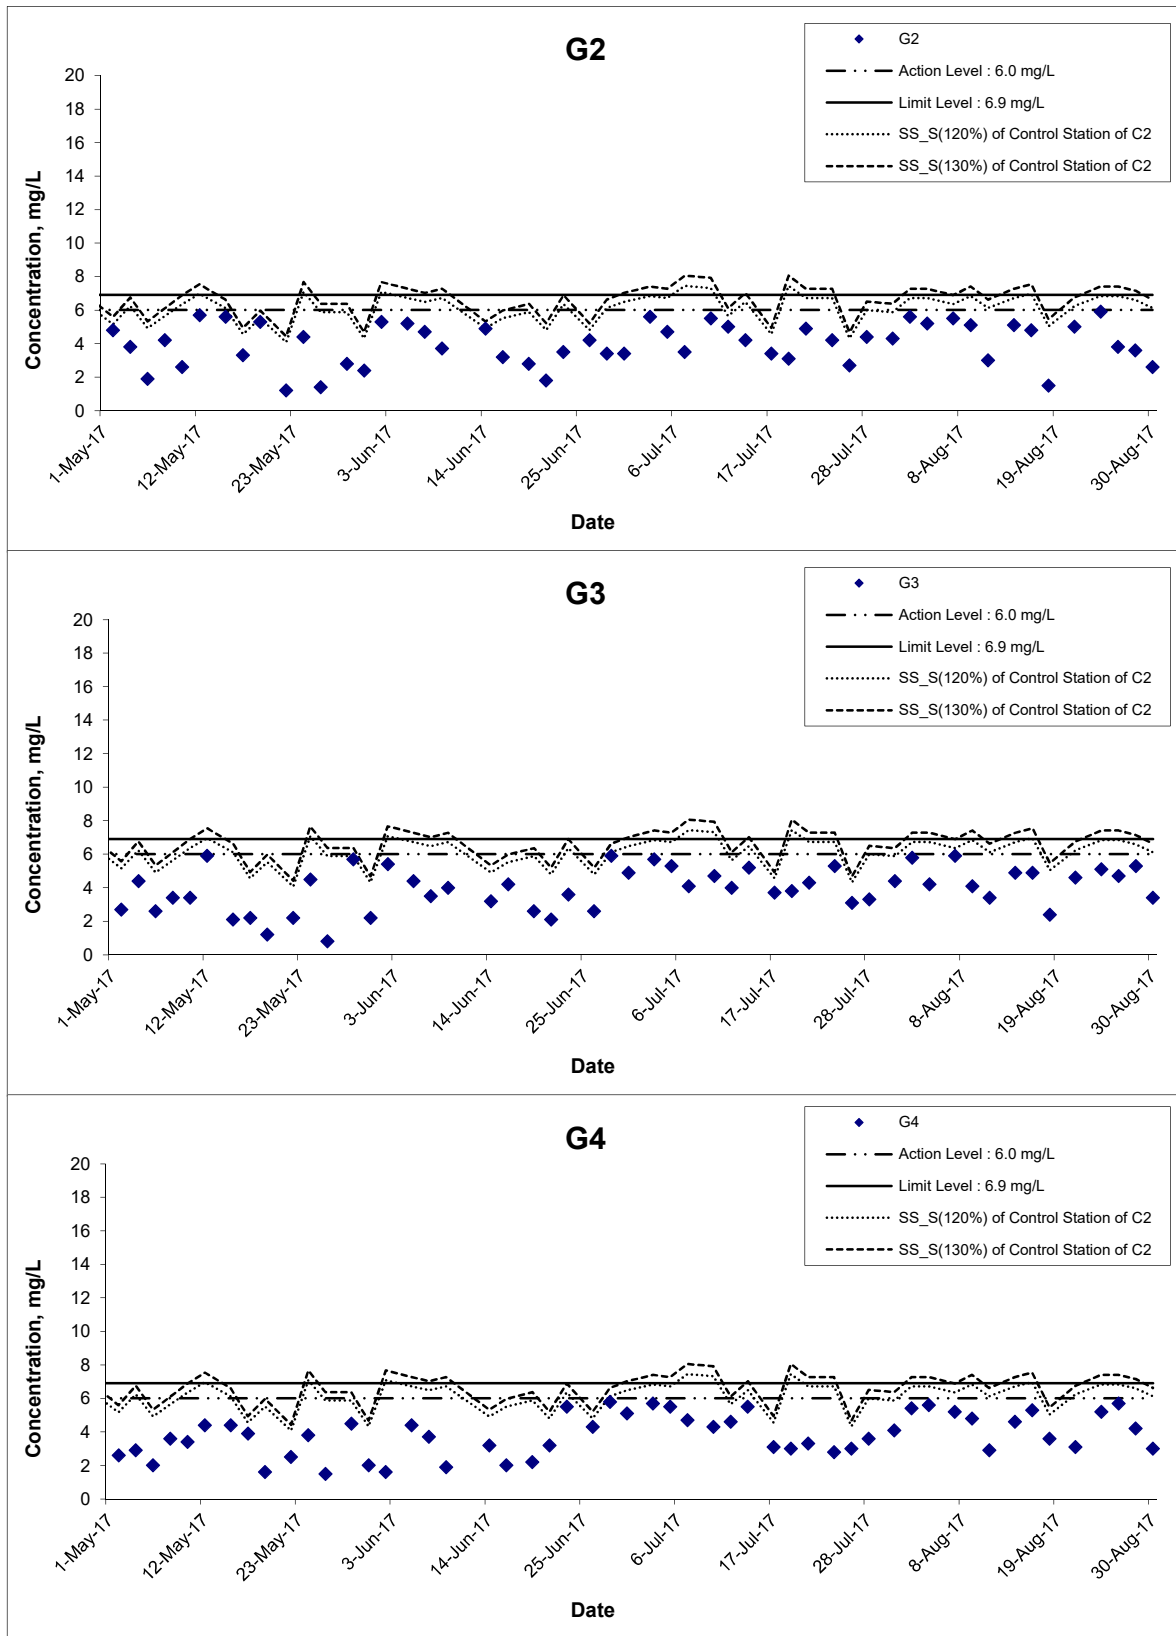 G2
G2
Action Level : 6.0 mg/L
Limit Level : 6.9 mg/L
SS_S(120%) of Control Station of C2
SS_S(130%) of Control Station of C2
Concentration, mg/L
20
18
16
14
12
10
8
6
4
2
0
1-May-17 12-May-17 23-May-17 3-Jun-17 14-Jun-17 25-Jun-17 6-Jul-17 17-Jul-17 28-Jul-17 8-Aug-17 19-Aug-17 30-Aug-17
Date
G3
G3
Action Level : 6.0 mg/L
Limit Level : 6.9 mg/L
SS_S(120%) of Control Station of C2
SS_S(130%) of Control Station of C2
Concentration, mg/L
20
18
16
14
12
10
8
6
4
2
0
1-May-17 12-May-17 23-May-17 3-Jun-17 14-Jun-17 25-Jun-17 6-Jul-17 17-Jul-17 28-Jul-17 8-Aug-17 19-Aug-17 30-Aug-17
Date
G4
G4
Action Level : 6.0 mg/L
Limit Level : 6.9 mg/L
SS_S(120%) of Control Station of C2
SS_S(130%) of Control Station of C2
Concentration, mg/L
20
18
16
14
12
10
8
6
4
2
0
1-May-17 12-May-17 23-May-17 3-Jun-17 14-Jun-17 25-Jun-17 6-Jul-17 17-Jul-17 28-Jul-17 8-Aug-17 19-Aug-17 30-Aug-17
Date